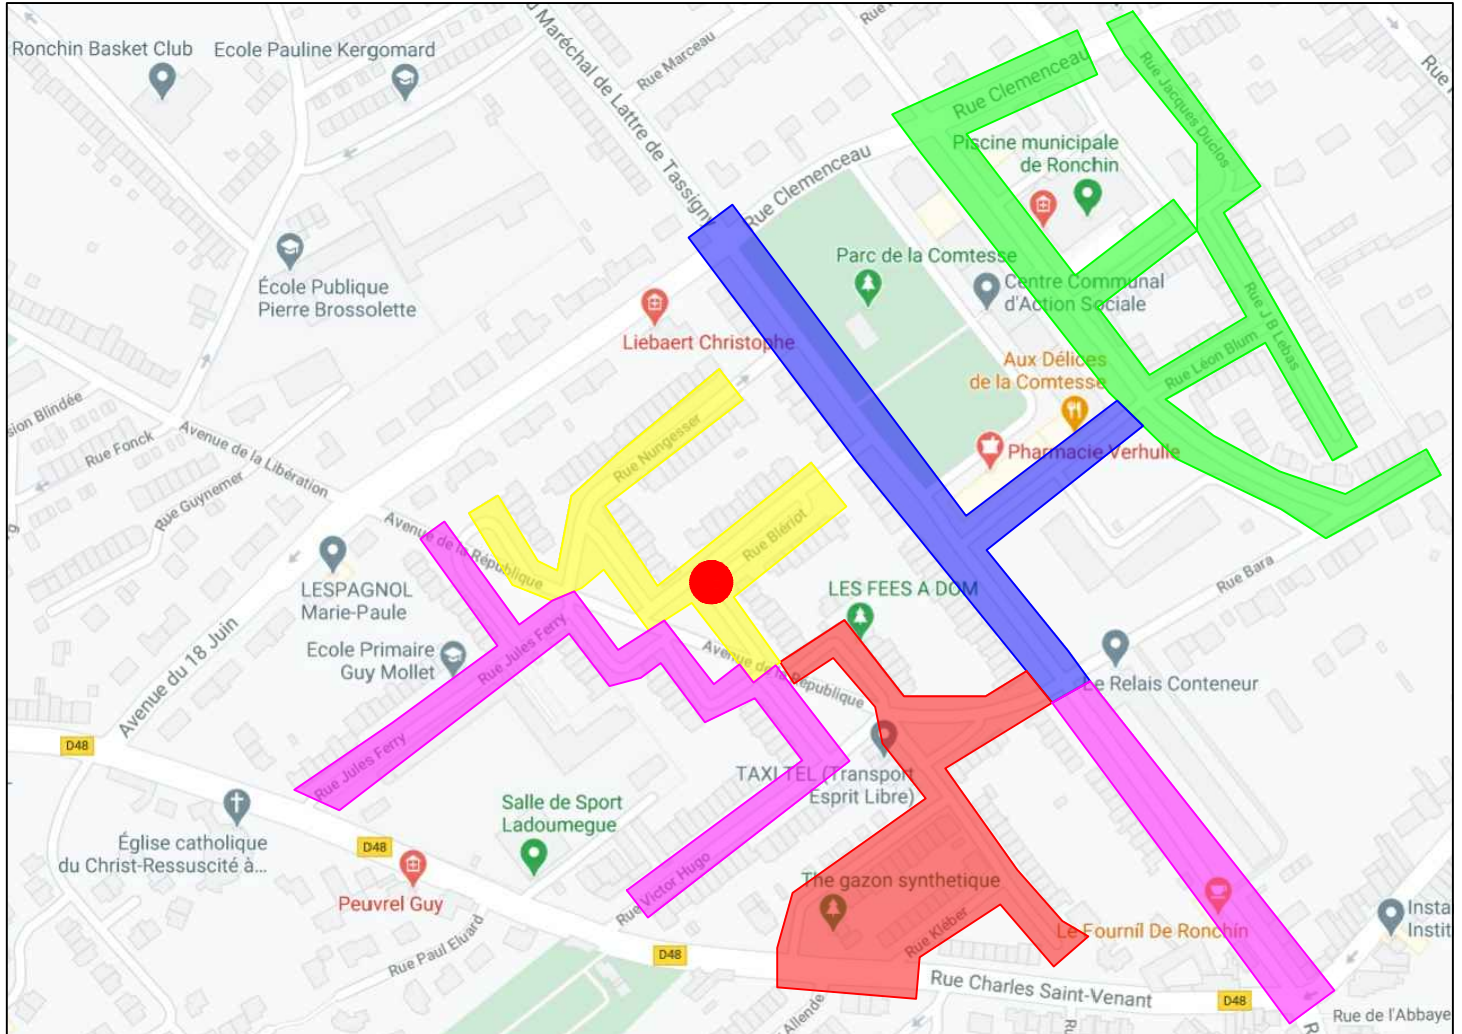 Ronchin Basket Club
Ecole Pauline Kergomard
Maréchal de Lattre de Tassigny
Rue Marceau
Rue Clemenceau
Rue Jacques Duclos
Piscine municipale
de Ronchin
Rue Clemenceau
École Publique
Pierre Brossolette
Parc de la Comtesse
Centre Communal
d'Action Sociale
Rue J B Lebas
Liebaert Christophe
Rue Léon Blum
Aux Délices
de la Comtesse
sion Blindée
Rue Fonck
Avenue de la Libération
Rue Guynemer
Rue Nungesser
Pharmacie Verhulle
Avenue de la République
Rue Blériot
LESPAGNOL
Marie-Paule
LES FEES A DOM
Rue Bara
Avenue du 18 Juin
Ecole Primaire
Guy Mollet
Rue Jules Ferry
Avenue de la République
Le Relais Conteneur
D48
Rue Jules Ferry
TAXI TEL (Transport
Esprit Libre)
Salle de Sport
Ladoumegue
Église catholique
du Christ-Ressuscité à...
D48
Peuvrel Guy
Rue Victor Hugo
The gazon synthetique
Rue Kléber
Le Fournil De Ronchin
Insta
Instit
Rue Paul Eluard
D48
Rue Charles Saint-Venant
D48
Allende
Rue de l'Abbaye